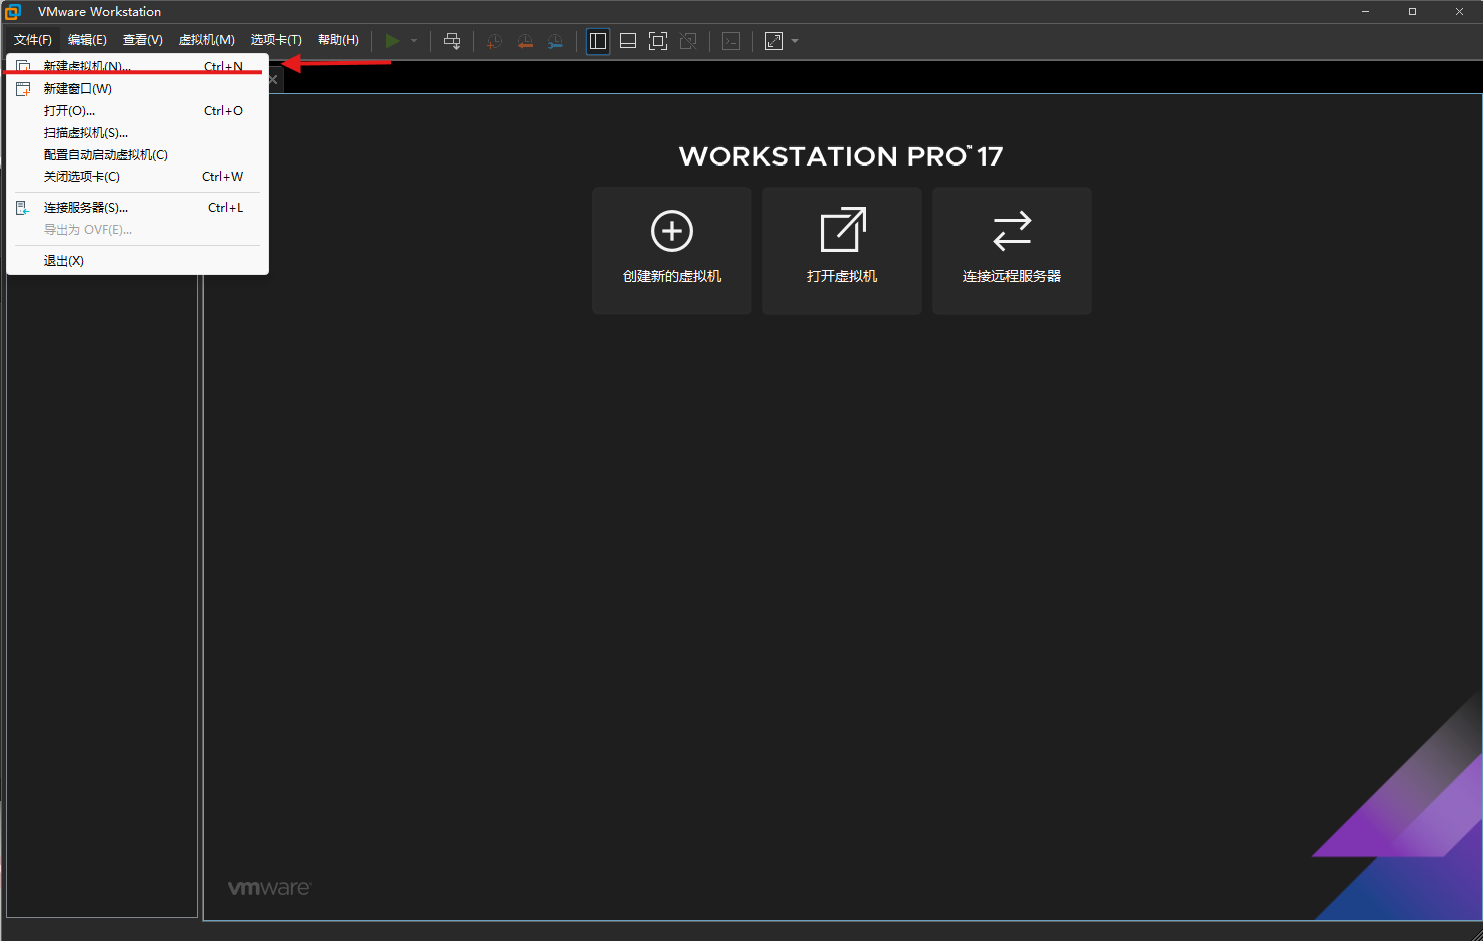 VMware Workstation
文件(F) 编辑(E) 查看(V) 虚拟机(M) 选项卡(T) 帮助(H)
新建虚拟机(N)... Ctrl+N
新建窗口(W)
打开(O)... Ctrl+O
扫描虚拟机(S)...
配置自动启动虚拟机(C)
关闭选项卡(C) Ctrl+W
连接服务器(S)... Ctrl+L
导出为 OVF(E)...
退出(X)
WORKSTATION PRO™ 17
创建新的虚拟机 打开虚拟机 连接远程服务器
vmware